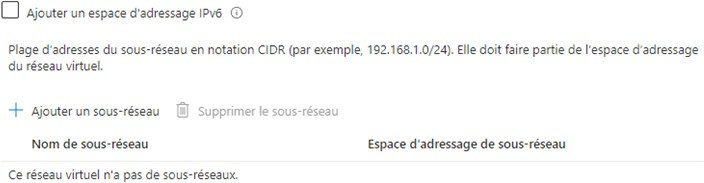 Ajouter un espace d'adressage IPv6
Plage d'adresses du sous-réseau en notation CIDR (par exemple, 192.168.1.0/24). Elle doit faire partie de l'espace d'adressage
du réseau virtuel.
+ Ajouter un sous-réseau Supprimer le sous-réseau
Nom de sous-réseau Espace d'adressage de sous-réseau
Ce réseau virtuel n'a pas de sous-réseaux.